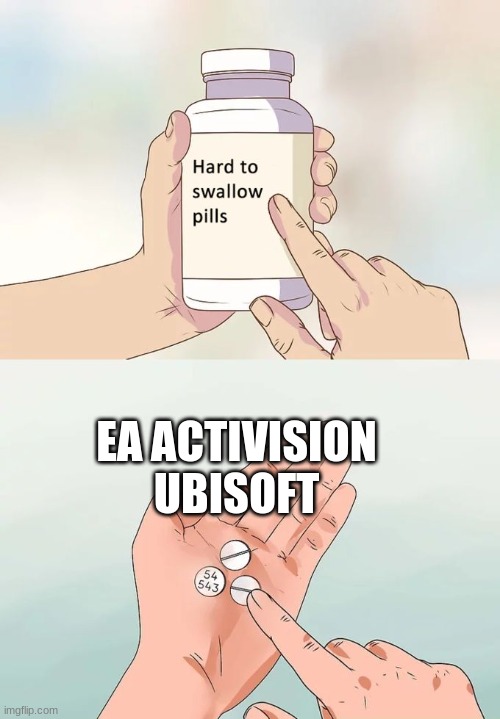 Hard to
swallow
pills
EA ACTIVISION
UBISOFT
54
543
imgflip.com